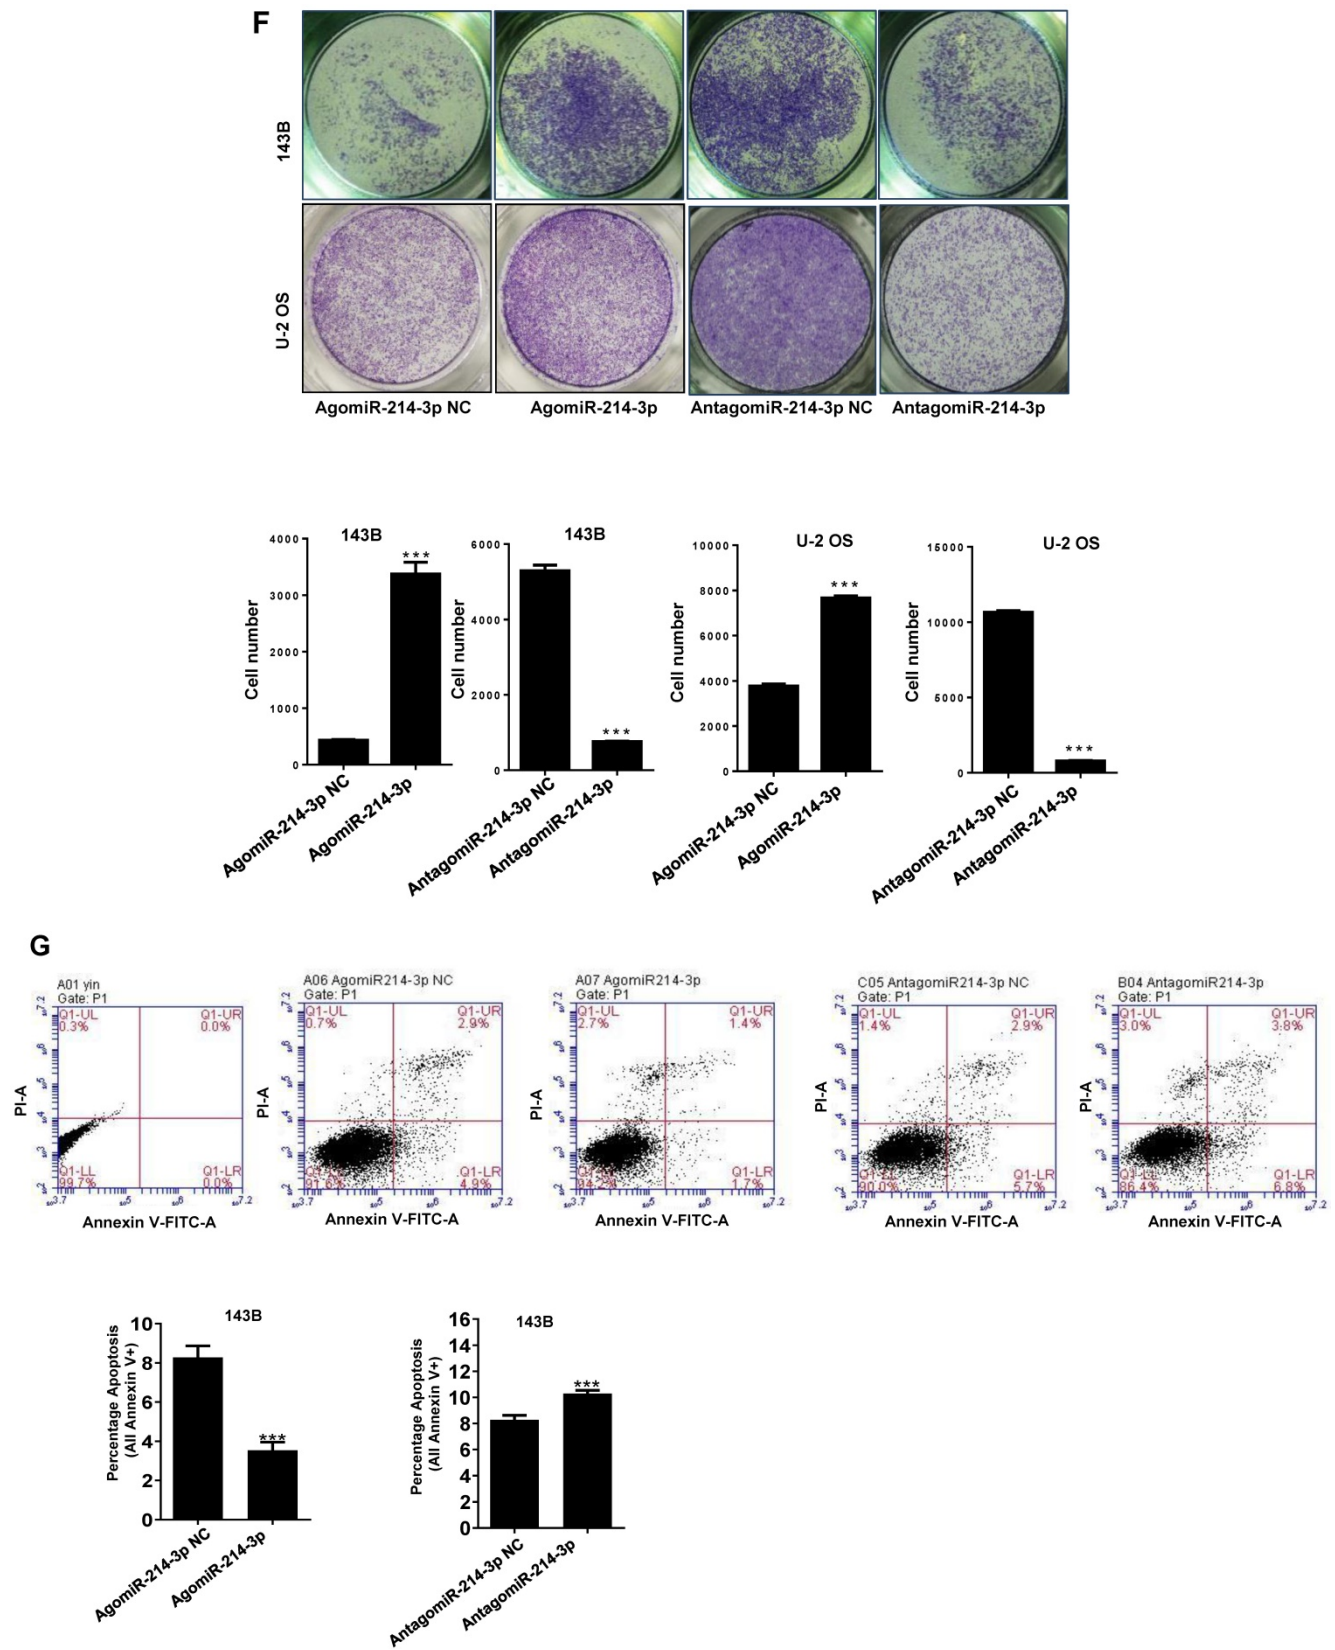 F
143B
U-2 OS
AgomiR-214-3p NC
AgomiR-214-3p
AntagomiR-214-3p NC
AntagomiR-214-3p
143B
Cell number
4000
3000
2000
1000
0
***
AgomiR-214-3p NC
AgomiR-214-3p
143B
Cell number
6000
4000
2000
0
***
AntagomiR-214-3p NC
AntagomiR-214-3p
U-2 OS
Cell number
10000
8000
6000
4000
2000
0
***
AgomiR-214-3p NC
AgomiR-214-3p
U-2 OS
Cell number
15000
10000
5000
0
***
AntagomiR-214-3p NC
AntagomiR-214-3p
G
A01 yin
Gate: P1
Q1-UL
0.3%
Q1-UR
0.0%
Q1-LL
99.7%
Q1-LR
0.0%
PI-A
Annexin V-FITC-A
A06 AgomiR214-3p NC
Gate: P1
Q1-UL
0.7%
Q1-UR
2.9%
91.6%
Q1-LR
4.9%
PI-A
Annexin V-FITC-A
A07 AgomiR214-3p
Gate: P1
Q1-UL
2.7%
Q1-UR
1.4%
94.2%
Q1-LR
1.7%
PI-A
Annexin V-FITC-A
C05 AntagomiR214-3p NC
Gate: P1
Q1-UL
1.4%
Q1-UR
2.9%
90.0%
Q1-LR
5.7%
PI-A
Annexin V-FITC-A
B04 AntagomiR214-3p
Gate: P1
Q1-UL
3.0%
Q1-UR
3.8%
Q1-LL
86.4%
Q1-LR
6.8%
PI-A
Annexin V-FITC-A
143B
Percentage Apoptosis
(All Annexin V+)
10
8
6
4
2
0
***
AgomiR-214-3p NC
AgomiR-214-3p
143B
Percentage Apoptosis
(All Annexin V+)
16
14
12
10
8
6
4
2
0
***
AntagomiR-214-3p NC
AntagomiR-214-3p